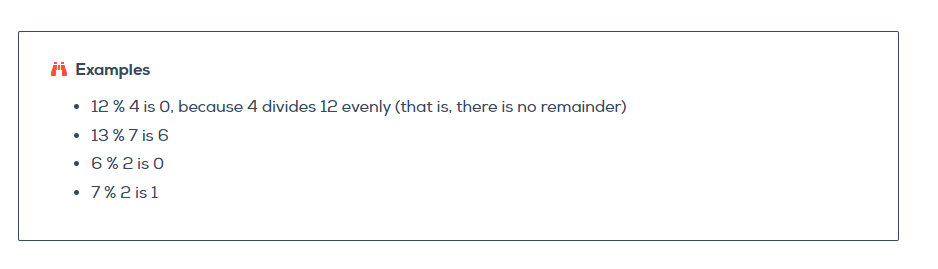 Examples
• 12 % 4 is 0, because 4 divides 12 evenly (that is, there is no remainder)
• 13 % 7 is 6
• 6 % 2 is 0
• 7 % 2 is 1